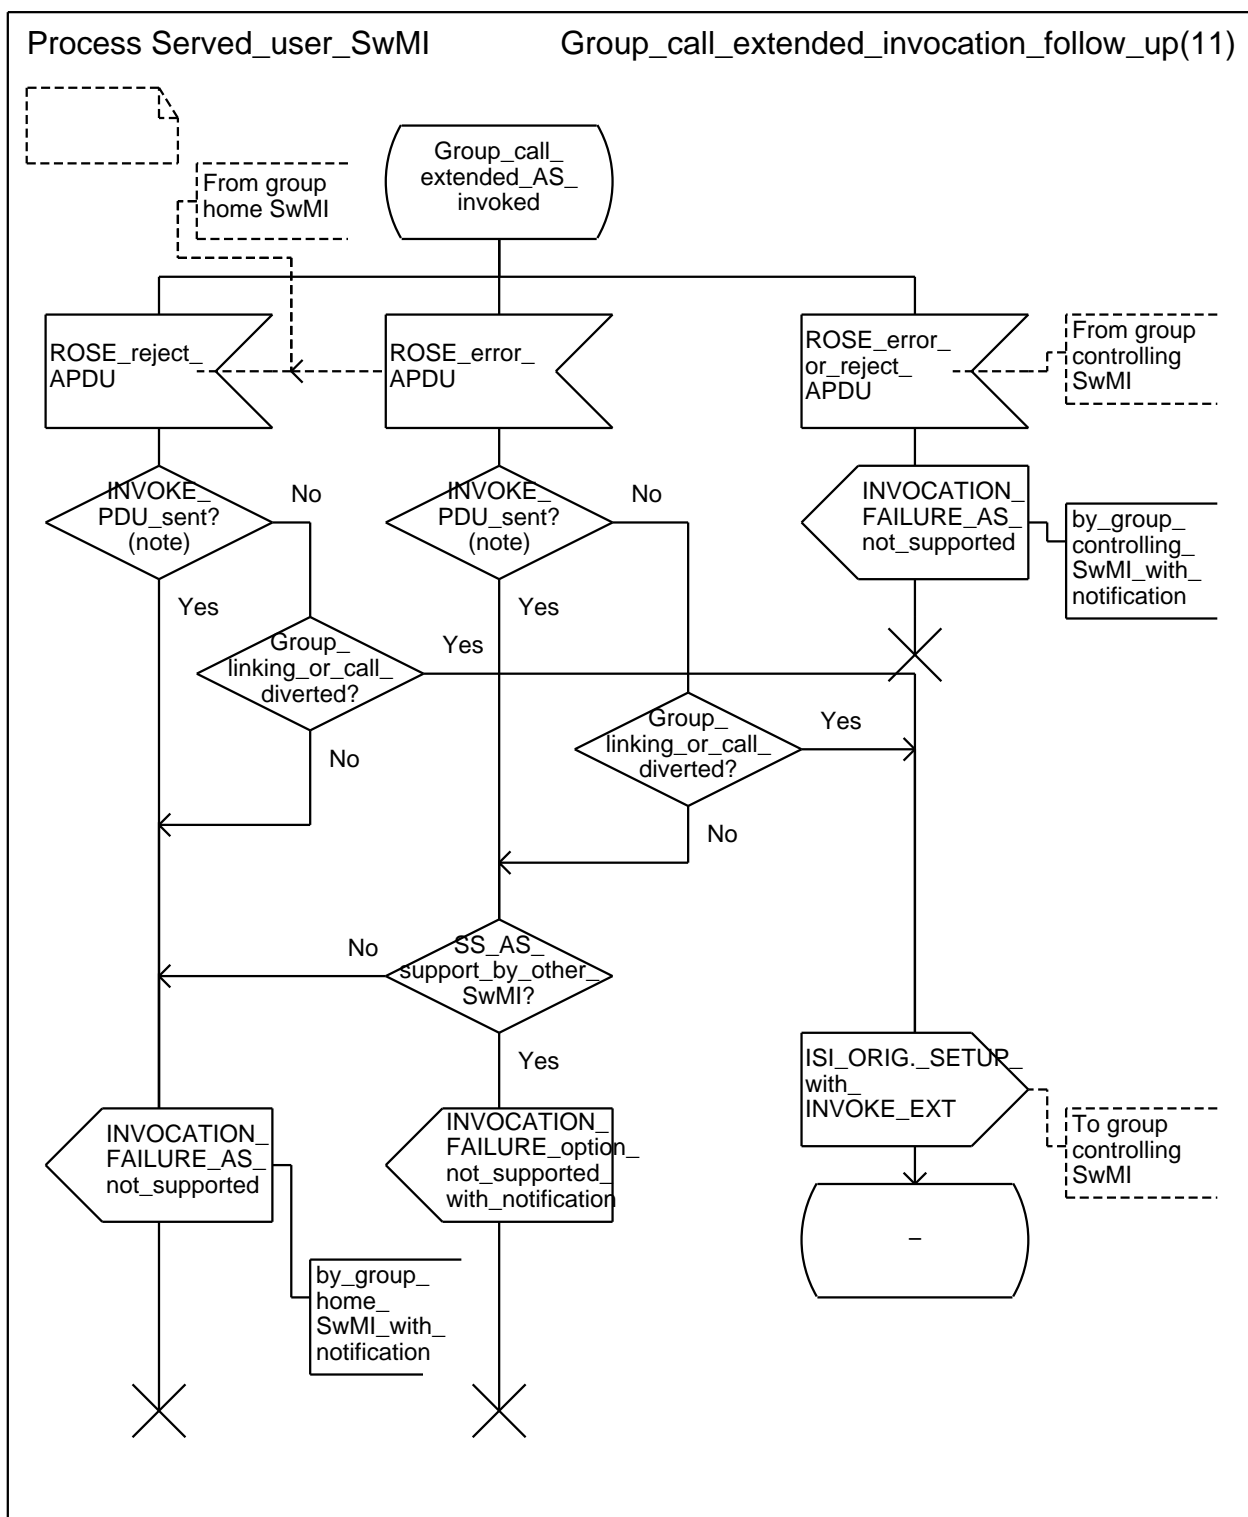 Process Served_user_SwMI
Group_call_extended_invocation_follow_up(11)
Group_call_
extended_AS_
invoked
From group
home SwMI
ROSE_reject_
APDU
ROSE_error_
APDU
ROSE_error_
or_reject_
APDU
From group
controlling
SwMI
INVOKE_
PDU_sent?
(note)
No
INVOKE_
PDU_sent?
(note)
No
INVOCATION_
FAILURE_AS_
not_supported
by_group_
controlling_
SwMI_with_
notification
Yes
Yes
Group_
linking_or_call_
diverted?
Yes
Group_
linking_or_call_
diverted?
Yes
No
No
No
SS_AS_
support_by_other_
SwMI?
Yes
ISI_ORIG._SETUP_
with_
INVOKE_EXT
To group
controlling
SwMI
INVOCATION_
FAILURE_AS_
not_supported
INVOCATION_
FAILURE_option_
not_supported_
with_notification
–
by_group_
home_
SwMI_with_
notification